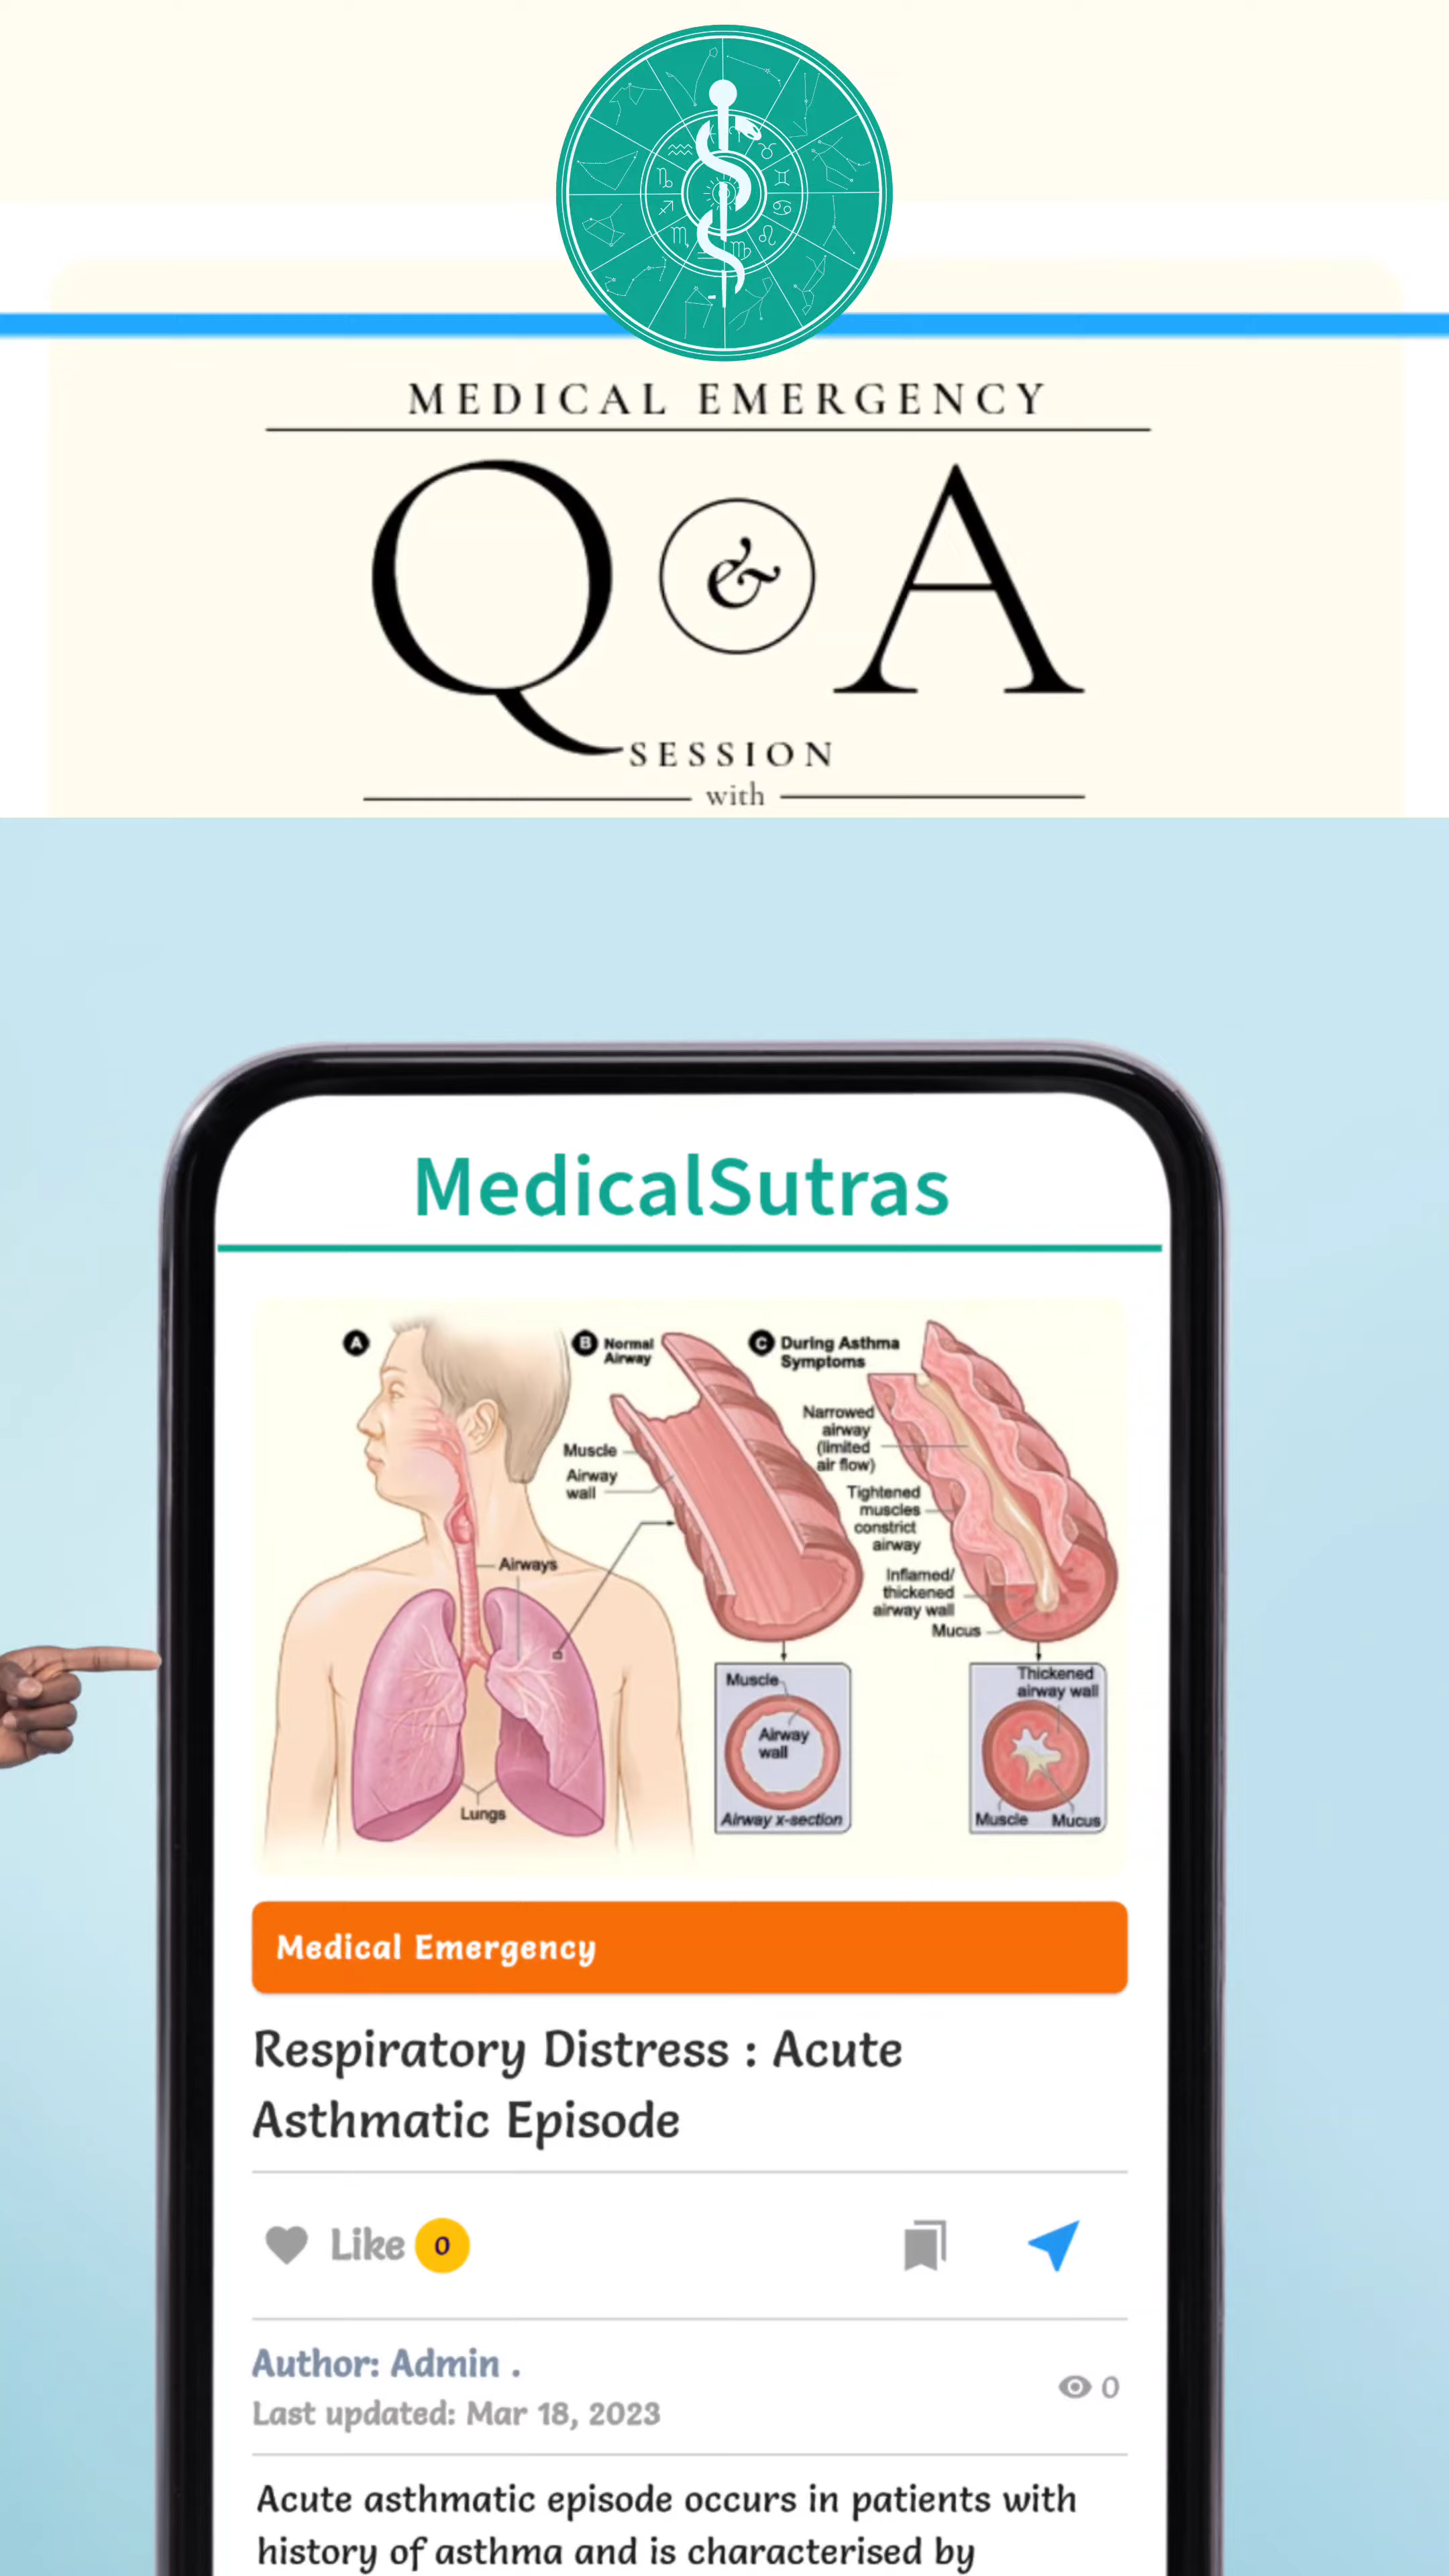 MEDICAL EMERGENCY
Q & A
SESSION
with
MedicalSutras
A
B Normal
Airway
C During Asthma
Symptoms
Muscle
Airway
wall
Airways
Lungs
Narrowed
airway
(limited
air flow)
Tightened
muscles
constrict
airway
Inflamed/
thickened
airway wall
Mucus
Muscle
Airway
wall
Airway x-section
Thickened
airway wall
Muscle Mucus
Medical Emergency
Respiratory Distress : Acute
Asthmatic Episode
Like 0
Author: Admin .
0
Last updated: Mar 18, 2023
Acute asthmatic episode occurs in patients with
history of asthma and is characterised by